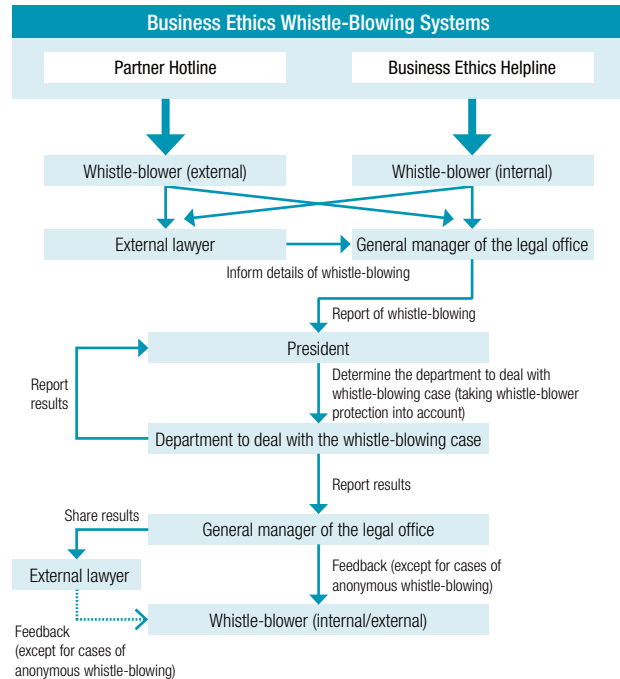 Business Ethics Whistle-Blowing Systems
Partner Hotline
Business Ethics Helpline
Whistle-blower (external)
Whistle-blower (internal)
External lawyer
General manager of the legal office
Inform details of whistle-blowing
Report of whistle-blowing
President
Report
results
Determine the department to deal with
whistle-blowing case (taking whistle-blower
protection into account)
Department to deal with the whistle-blowing case
Report results
Share results
General manager of the legal office
External lawyer
Feedback (except for cases of
anonymous whistle-blowing)
Whistle-blower (internal/external)
Feedback
(except for cases of
anonymous whistle-blowing)